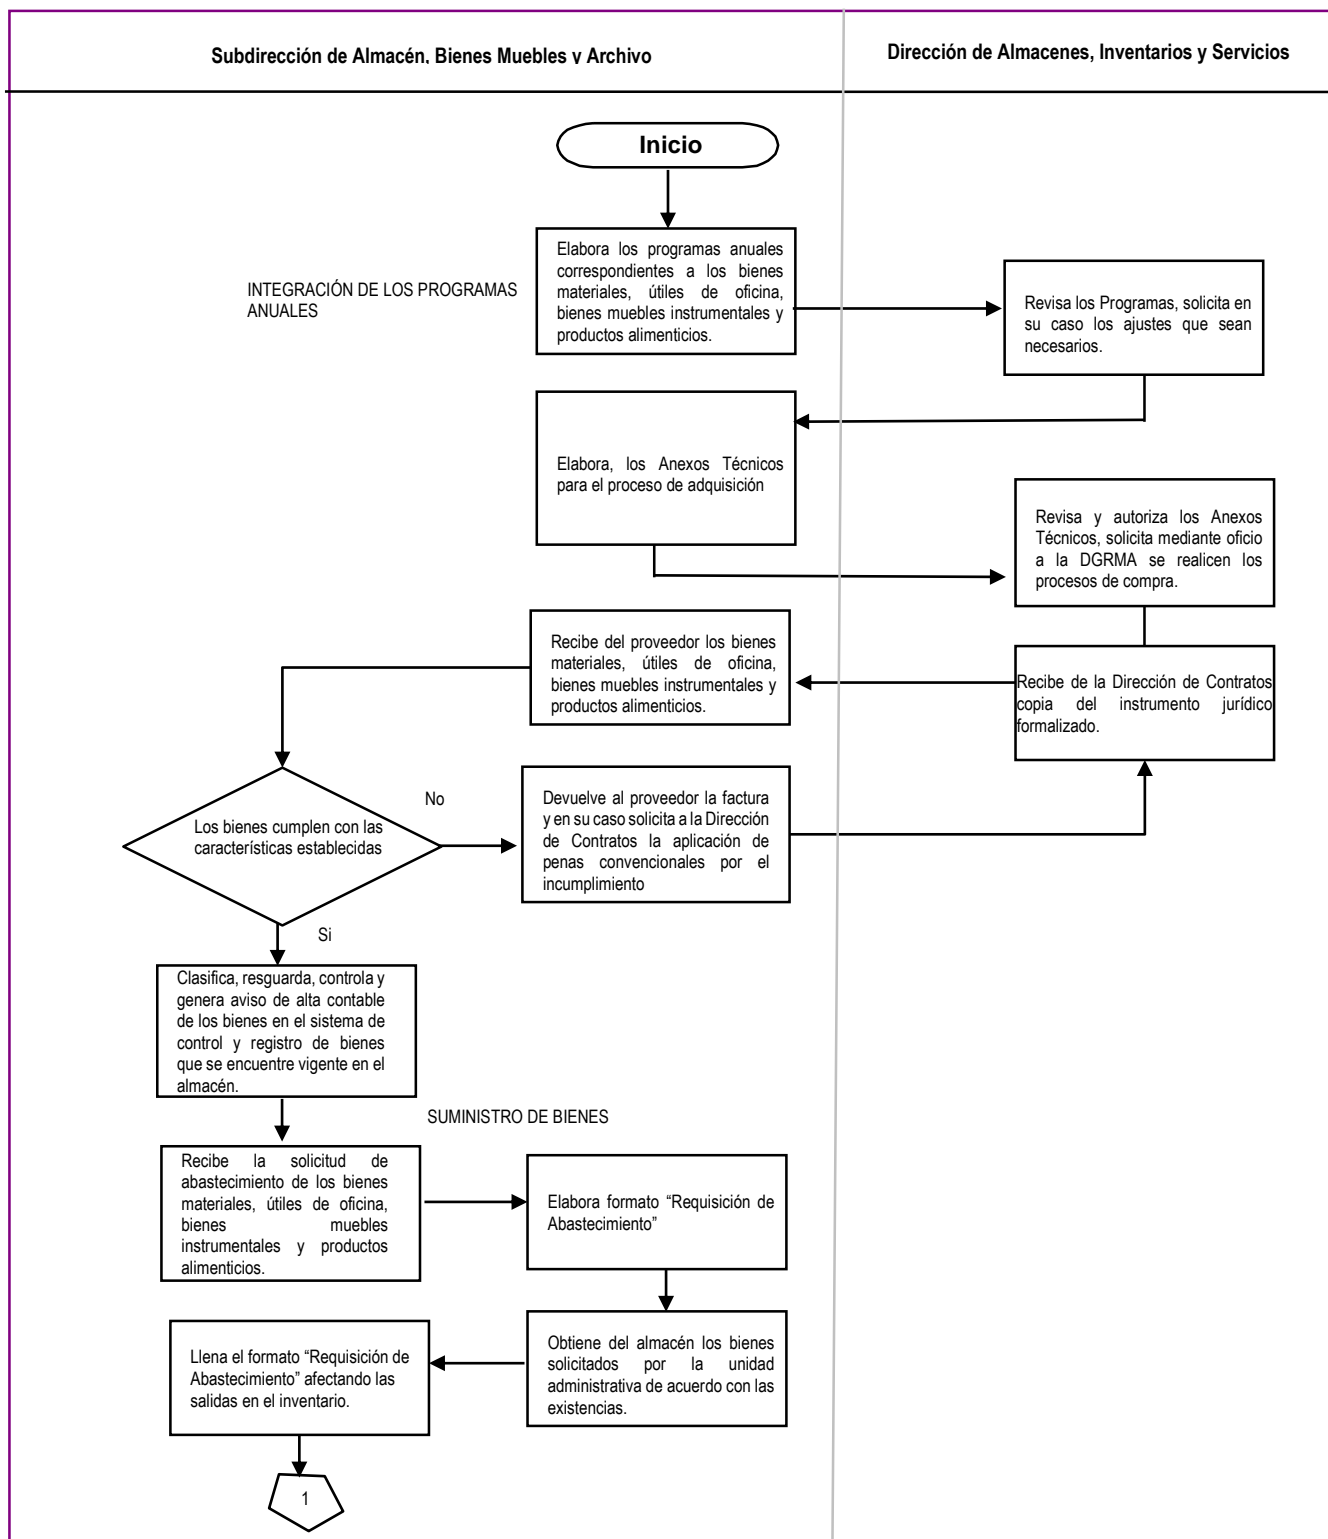 Subdirección de Almacén, Bienes Muebles y Archivo
Dirección de Almacenes, Inventarios y Servicios
Inicio
INTEGRACIÓN DE LOS PROGRAMAS
ANUALES
Elabora los programas anuales
correspondientes a los bienes
materiales, útiles de oficina,
bienes muebles instrumentales y
productos alimenticios.
Revisa los Programas, solicita en
su caso los ajustes que sean
necesarios.
Elabora, los Anexos Técnicos
para el proceso de adquisición
Revisa y autoriza los Anexos
Técnicos, solicita mediante oficio
a la DGRMA se realicen los
procesos de compra.
Recibe del proveedor los bienes
materiales, útiles de oficina,
bienes muebles instrumentales y
productos alimenticios.
Recibe de la Dirección de Contratos
copia del instrumento jurídico
formalizado.
Los bienes cumplen con las
características establecidas
No
Devuelve al proveedor la factura
y en su caso solicita a la Dirección
de Contratos la aplicación de
penas convencionales por el
incumplimiento
Si
Clasifica, resguarda, controla y
genera aviso de alta contable
de los bienes en el sistema de
control y registro de bienes
que se encuentre vigente en el
almacén.
SUMINISTRO DE BIENES
Recibe la solicitud de
abastecimiento de los bienes
materiales, útiles de oficina,
bienes muebles
instrumentales y productos
alimenticios.
Elabora formato “Requisición de
Abastecimiento”
Obtiene del almacén los bienes
solicitados por la unidad
administrativa de acuerdo con las
existencias.
Llena el formato “Requisición de
Abastecimiento” afectando las
salidas en el inventario.
1